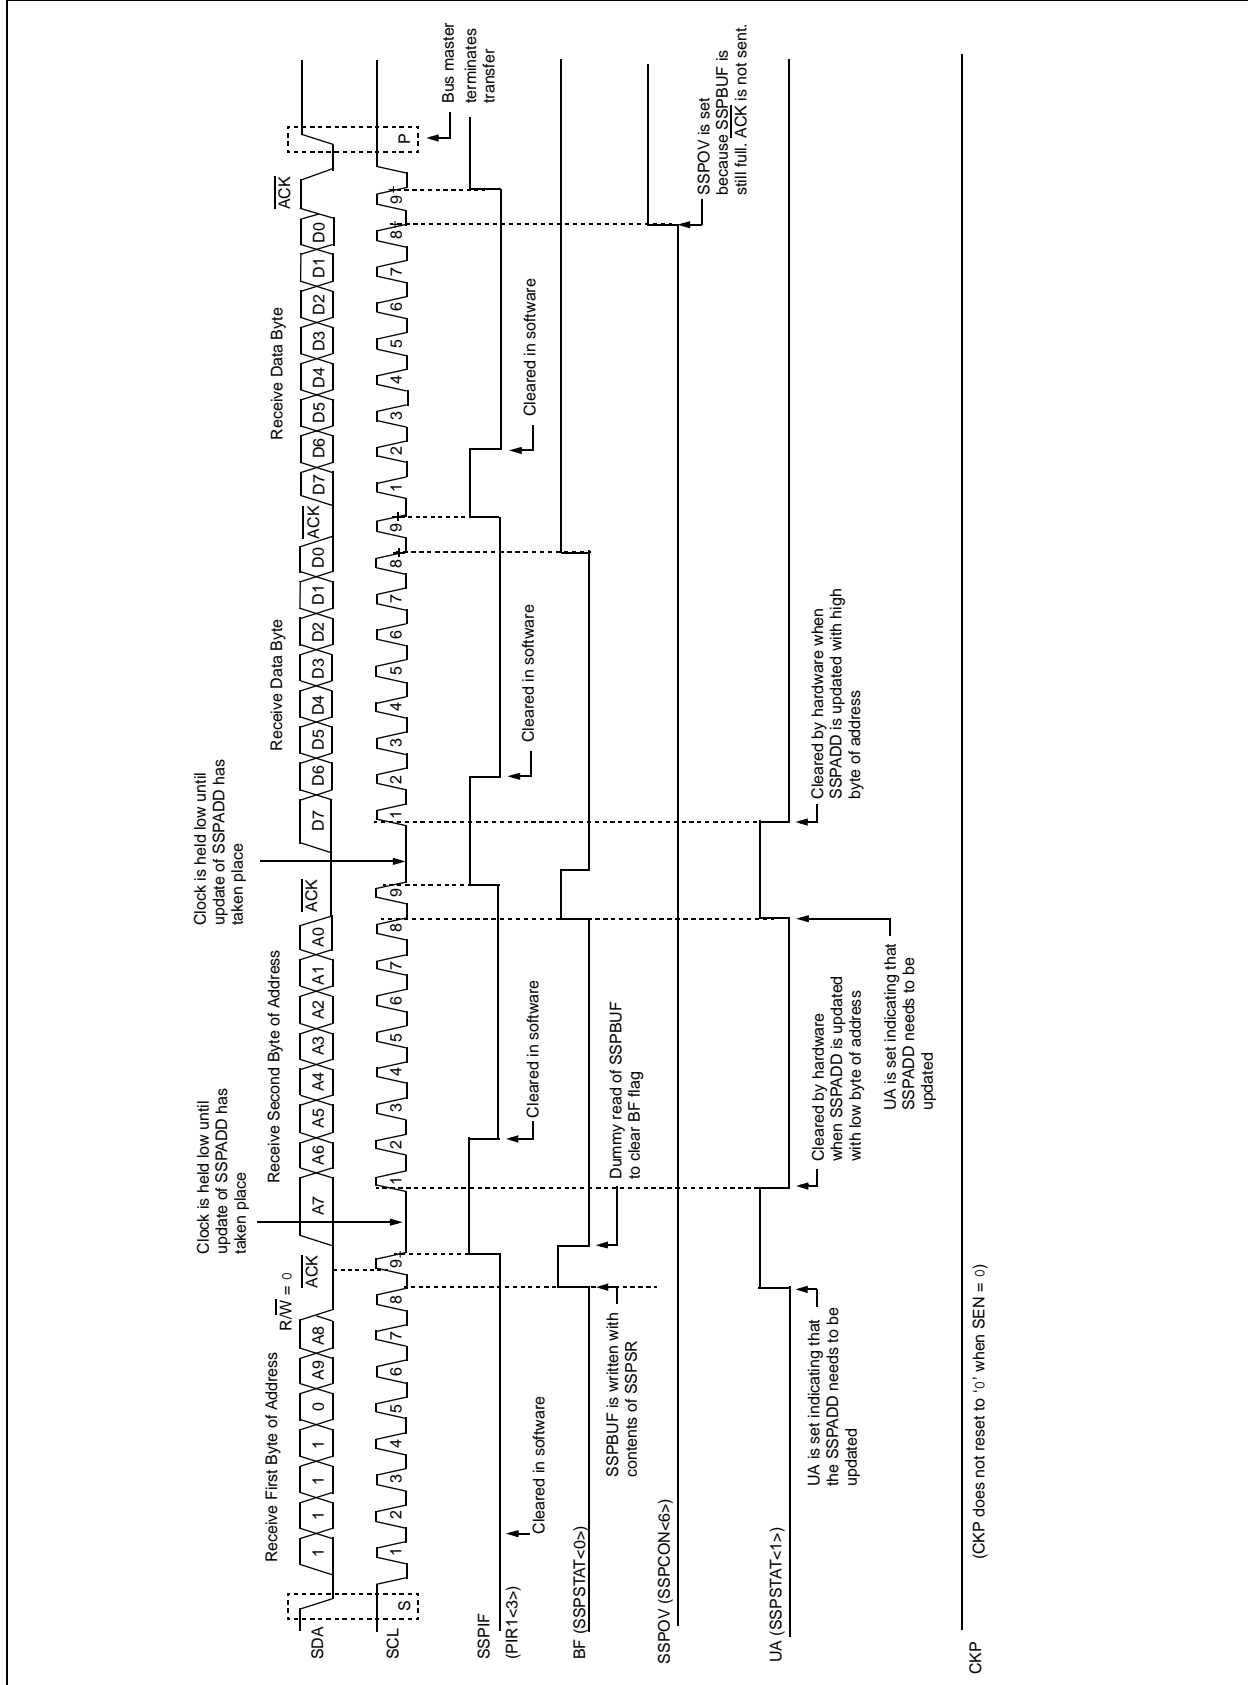 Receive First Byte of Address
R/W = 0
Clock is held low until
update of SSPADD has
taken place
Receive Second Byte of Address
Clock is held low until
update of SSPADD has
taken place
Receive Data Byte
Receive Data Byte
SDA
1
1
1
1
0
A9
A8
ACK
A7
A6
A5
A4
A3
A2
A1
A0
ACK
D7
D6
D5
D4
D3
D2
D1
D0
ACK
D7
D6
D5
D4
D3
D2
D1
D0
ACK
SCL
S
1
2
3
4
5
6
7
8
9
1
2
3
4
5
6
7
8
9
1
2
3
4
5
6
7
8
9
1
2
3
4
5
6
7
8
9
P
Bus master
terminates
transfer
SSPIF
(PIR1<3>)
Cleared in software
Cleared in software
Cleared in software
Cleared in software
BF (SSPSTAT<0>)
SSPBUF is written with
contents of SSPSR
Dummy read of SSPBUF
to clear BF flag
SSPOV (SSPCON<6>)
SSPOV is set
because SSPBUF is
still full. ACK is not sent.
UA (SSPSTAT<1>)
UA is set indicating that
the SSPADD needs to be
updated
Cleared by hardware
when SSPADD is updated
with low byte of address
UA is set indicating that
SSPADD needs to be
updated
Cleared by hardware when
SSPADD is updated with high
byte of address
CKP
(CKP does not reset to ‘0’ when SEN = 0)